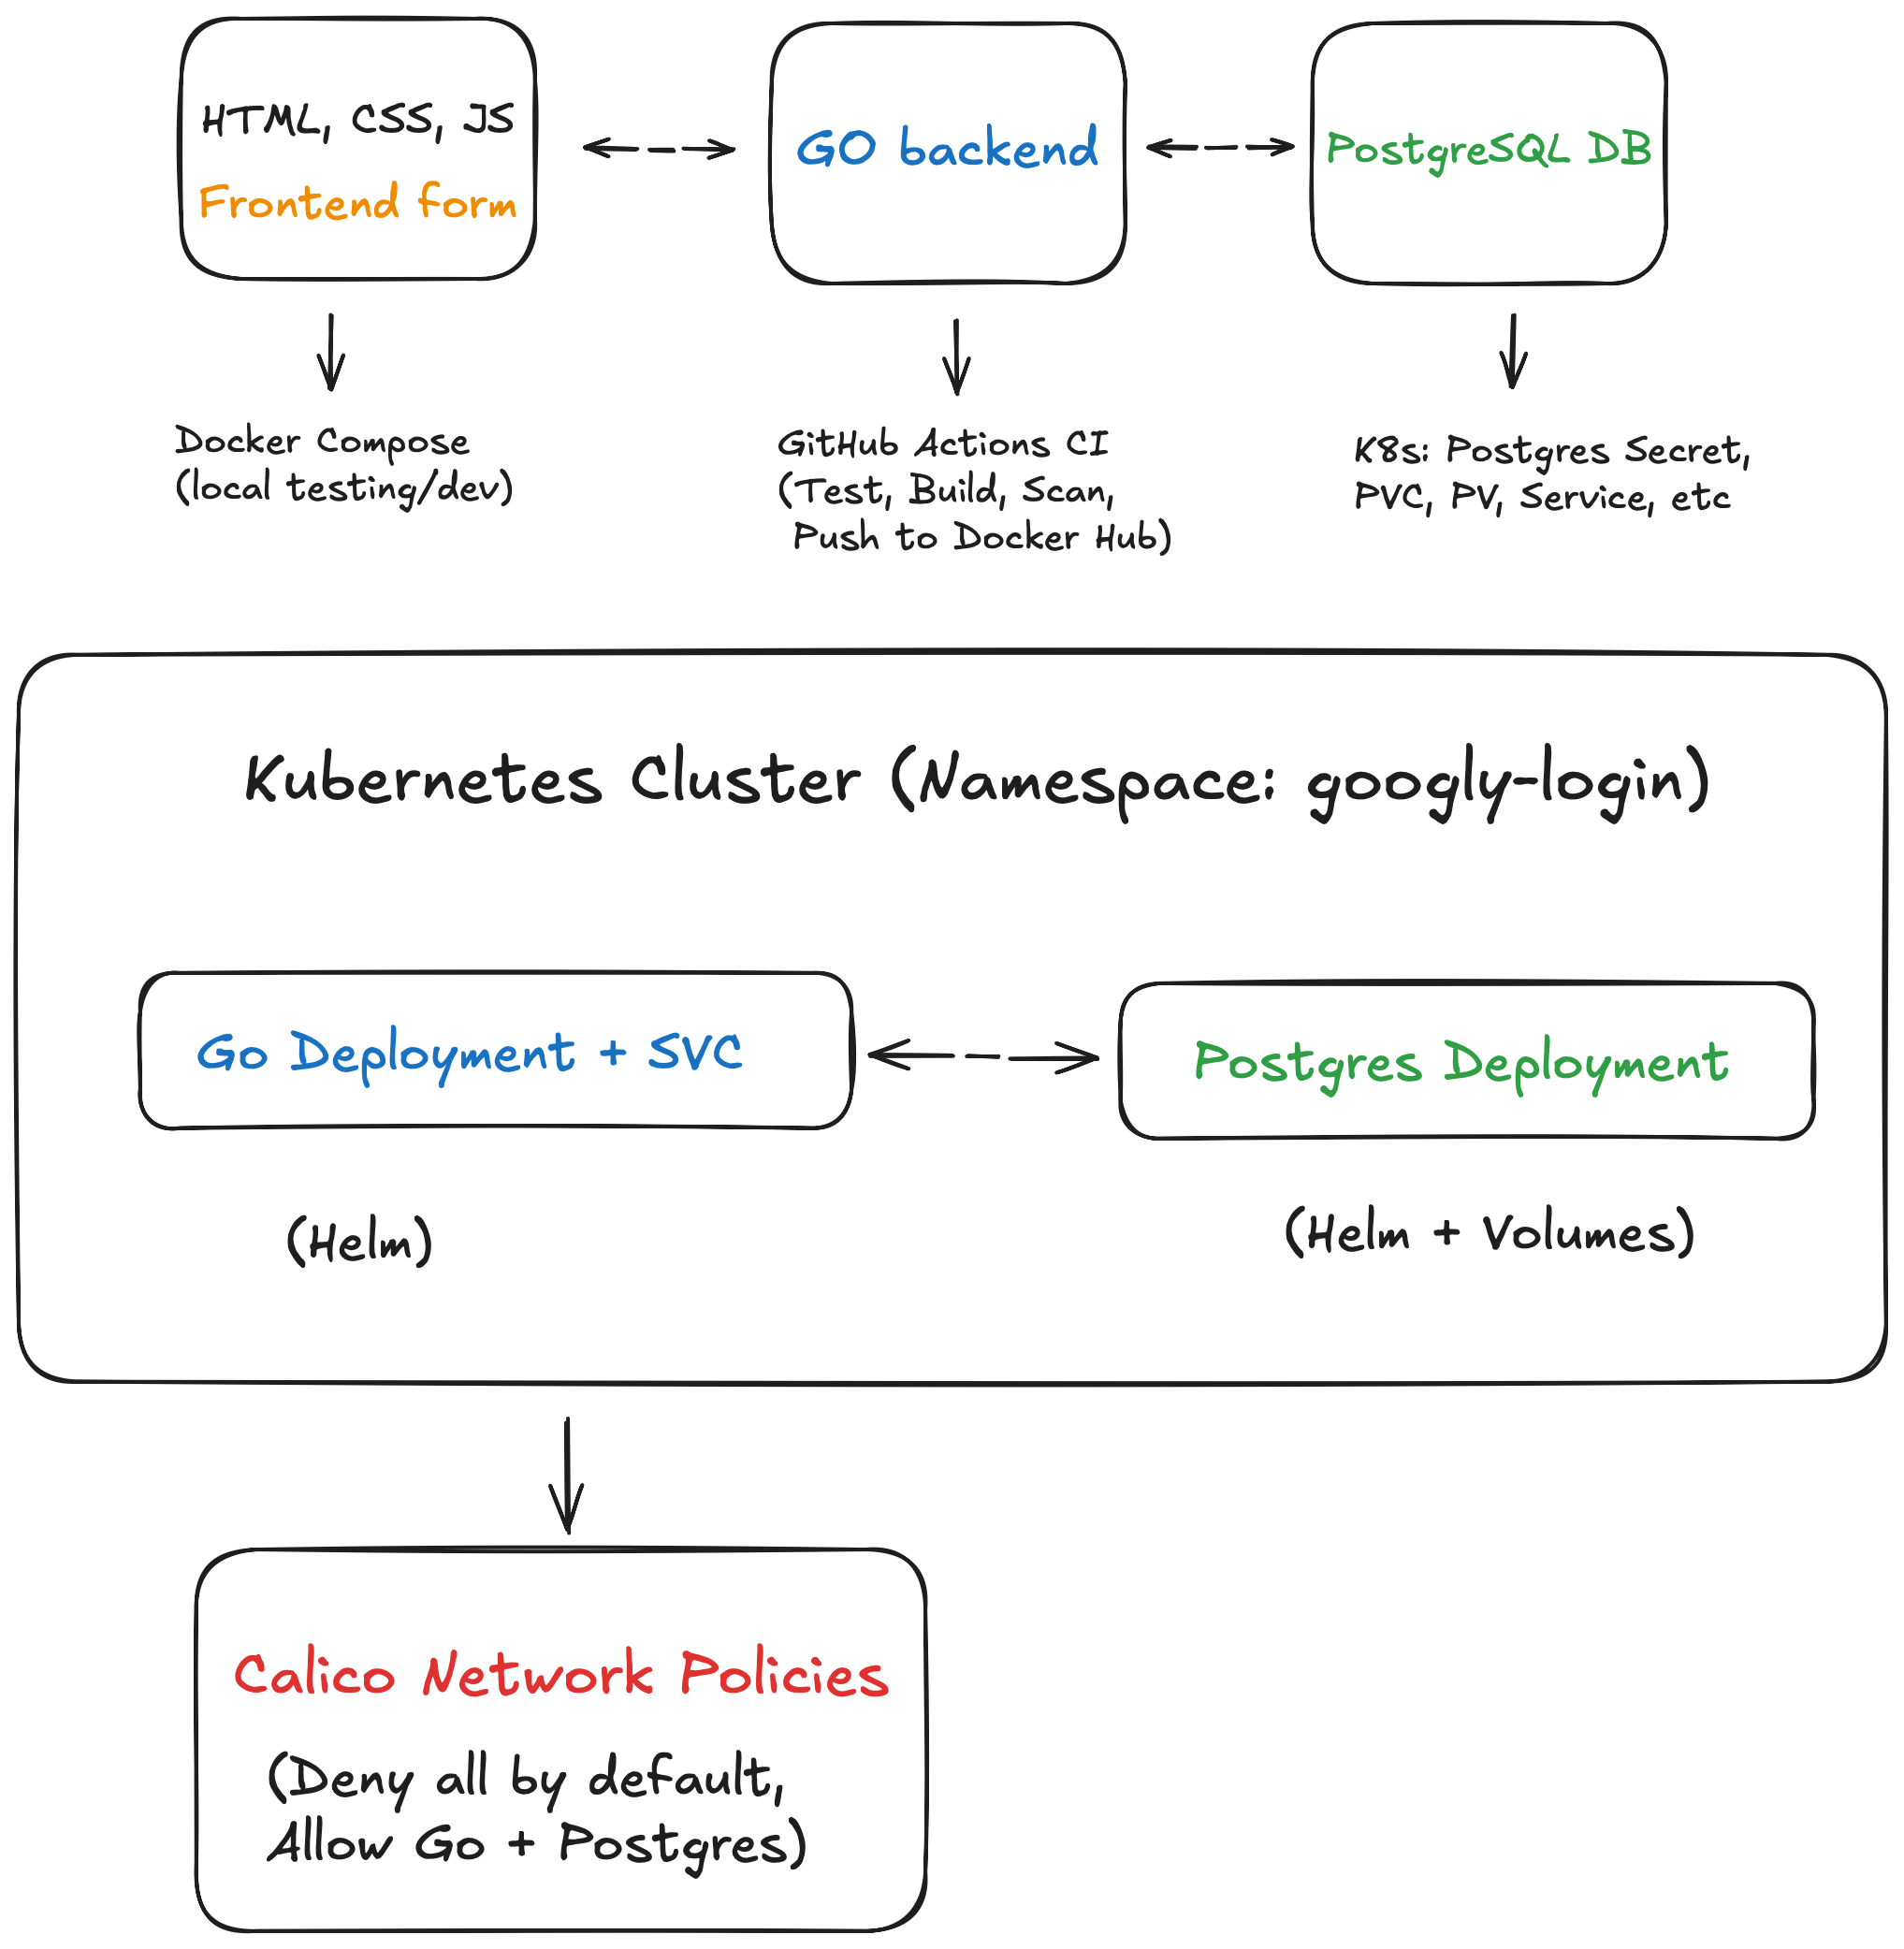 HTML, CSS, JS
Frontend form
GO backend
PostgreSQL DB
Docker Compose
(local testing/dev)
GitHub Actions CI
(Test, Build, Scan,
Push to Docker Hub)
K8s: Postgres Secret,
PVC, PV, Service, etc
Kubernetes Cluster (Namespace: googly-login)
Go Deployment + SVC
Postgres Deployment
(Helm)
(Helm + Volumes)
Calico Network Policies
(Deny all by default,
Allow Go + Postgres)